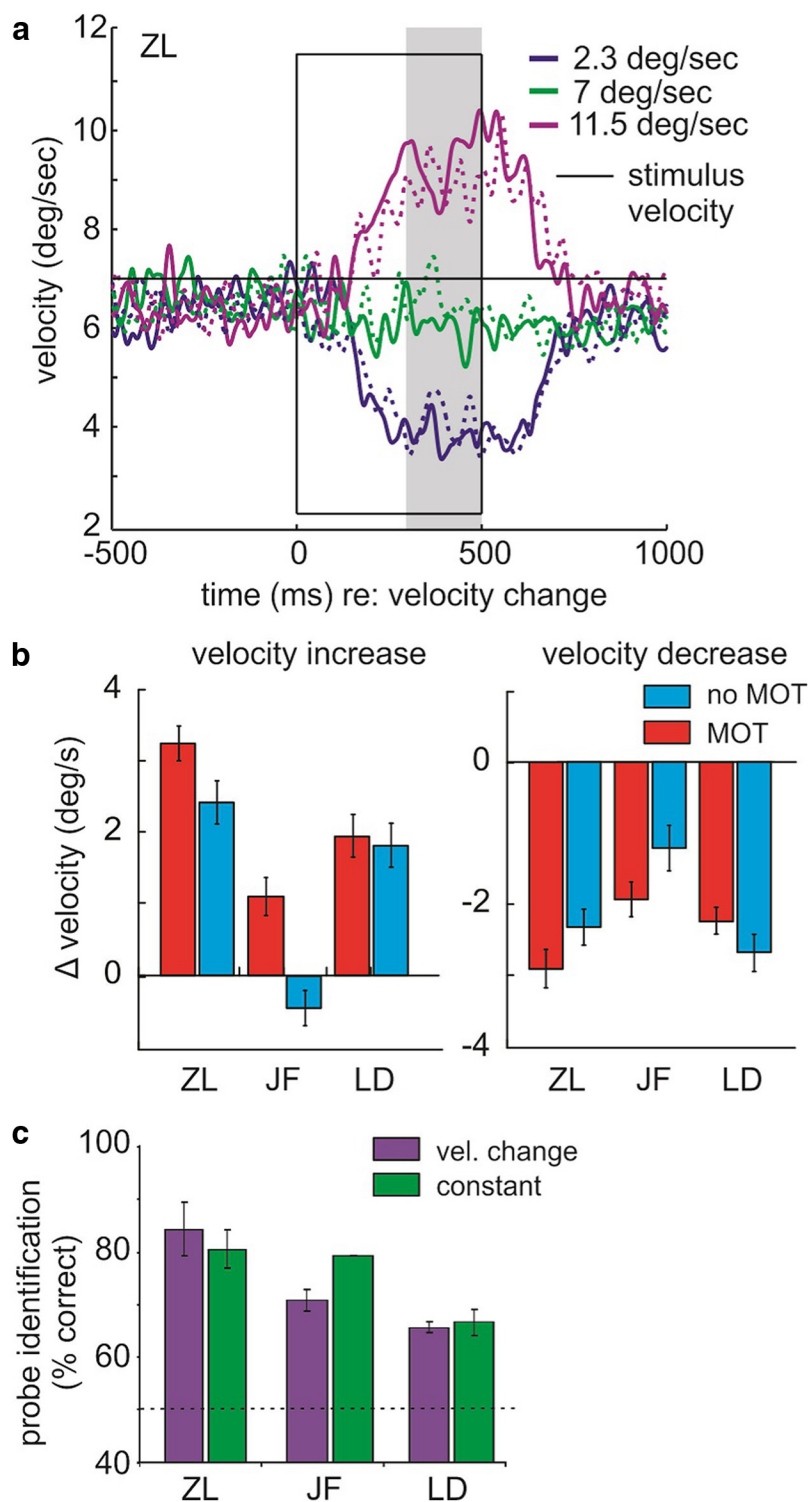 a
ZL
12
10
8
6
4
2
velocity (deg/sec)
2.3 deg/sec
7 deg/sec
11.5 deg/sec
stimulus
velocity
-500
0
500
1000
time (ms) re: velocity change
b
velocity increase
velocity decrease
no MOT
MOT
Δ velocity (deg/s)
4
2
0
0
-2
-4
ZL
JF
LD
ZL
JF
LD
c
vel. change
constant
probe identification
(% correct)
100
80
60
40
ZL
JF
LD